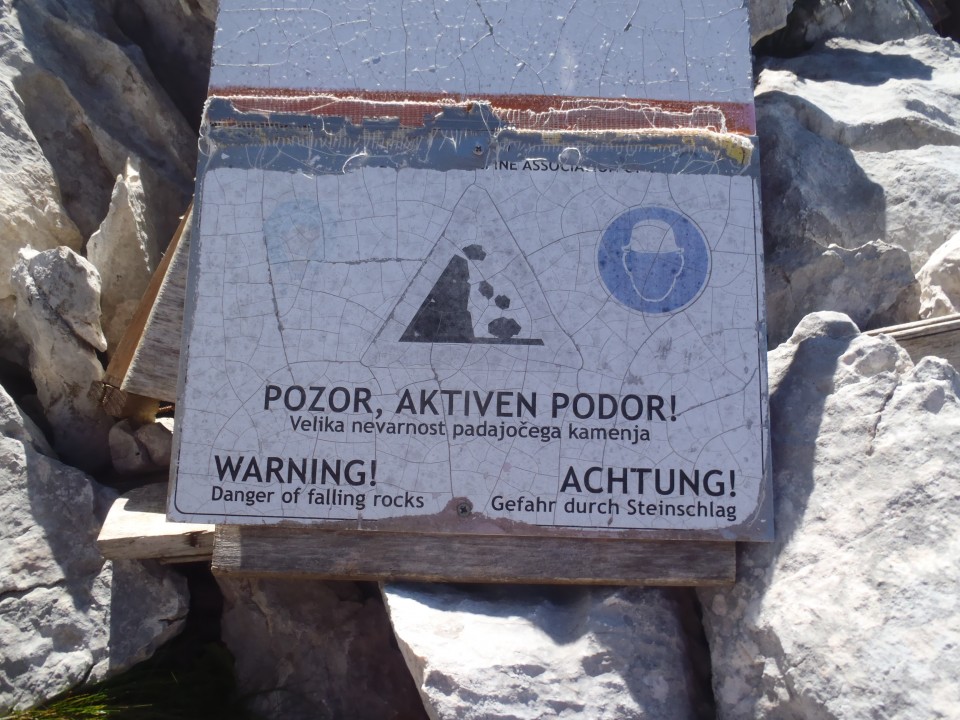 POZOR, AKTIVEN PODOR!
Velika nevarnost padajočega kamenja
WARNING!
Danger of falling rocks
ACHTUNG!
Gefahr durch Steinschlag